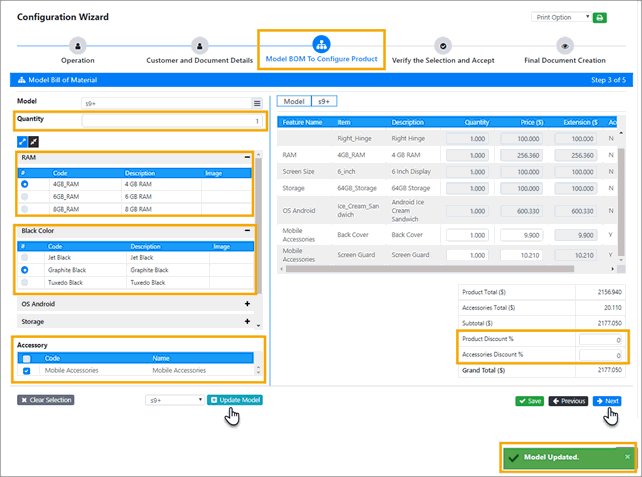 Configuration Wizard
Print Option
Operation
Customer and Document Details
Model BOM To Configure Product
Verify the Selection and Accept
Final Document Creation
Model Bill of Material
Step 3 of 5
Model s9+
Quantity 1
RAM
# Code Description Image
4GB_RAM 4 GB RAM
6GB_RAM 6 GB RAM
8GB_RAM 8 GB RAM
Black Color
# Code Description Image
Jet Black Jet Black
Graphite Black Graphite Black
Tuxedo Black Tuxedo Black
OS Android
Storage
Accessory
Code Name
Mobile Accessories Mobile Accessories
Clear Selection
s9+
Update Model
Model s9+
Feature Name Item Description Quantity Price ($) Extension ($ Ac
Right_Hinge Right_Hinge 1.000 100.000 100.000 N
RAM 4GB_RAM 4 GB RAM 1.000 256.360 256.360 N
Screen Size 6_inch 6 Inch Display 1.000 100.000 100.000 N
Storage 64GB_Storage 64GB Storage 1.000 100.000 100.000 N
OS Android Ice_Cream_San
dwich Android Ice
Cream
Sandwich 1.000 600.330 600.330 N
Mobile
Accessories Back Cover Back Cover 1.000 9.900 9.900 Y
Mobile
Accessories Screen Guard Screen Guard 1.000 10.210 10.210 Y
Product Total ($) 2156.940
Accessories Total ($) 20.110
Subtotal ($) 2177.050
Product Discount % 0
Accessories Discount % 0
Grand Total ($) 2177.050
Save
Previous
Next
Model Updated.